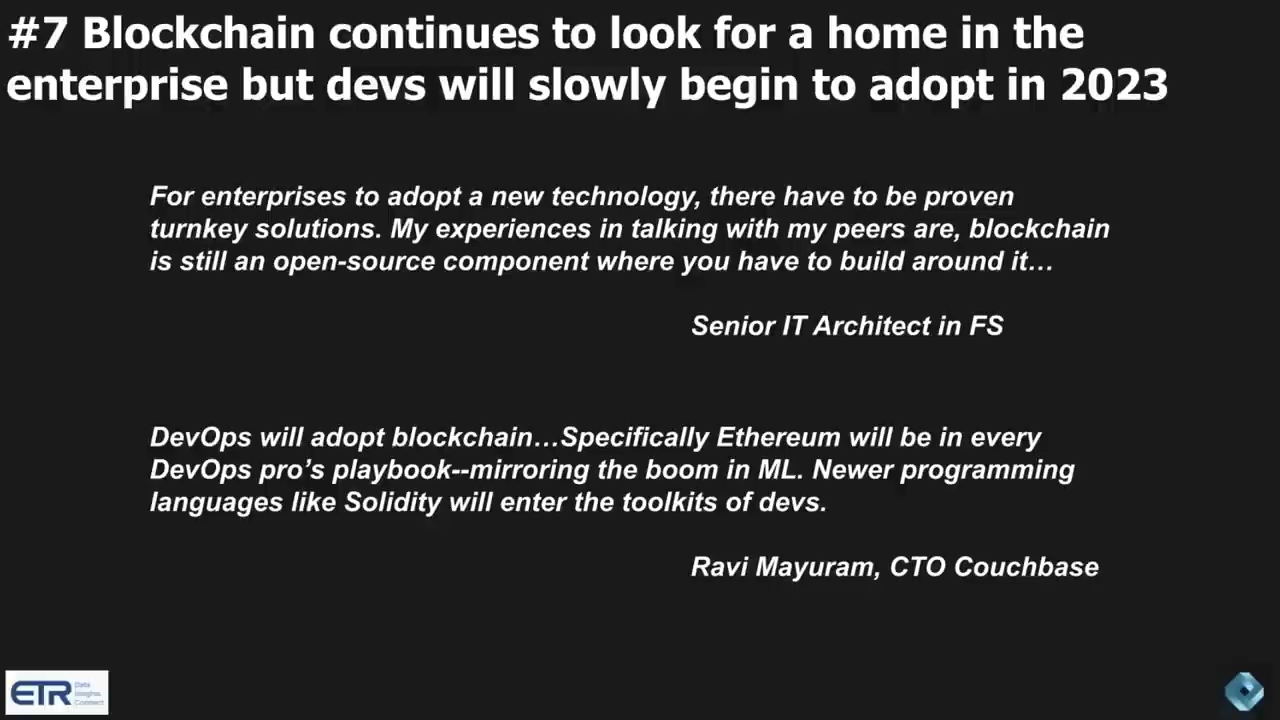 #7 Blockchain continues to look for a home in the
enterprise but devs will slowly begin to adopt in 2023
For enterprises to adopt a new technology, there have to be proven
turnkey solutions. My experiences in talking with my peers are, blockchain
is still an open-source component where you have to build around it…
Senior IT Architect in FS
DevOps will adopt blockchain…Specifically Ethereum will be in every
DevOps pro’s playbook--mirroring the boom in ML. Newer programming
languages like Solidity will enter the toolkits of devs.
Ravi Mayuram, CTO Couchbase
ETR
Data
Insights
Connect